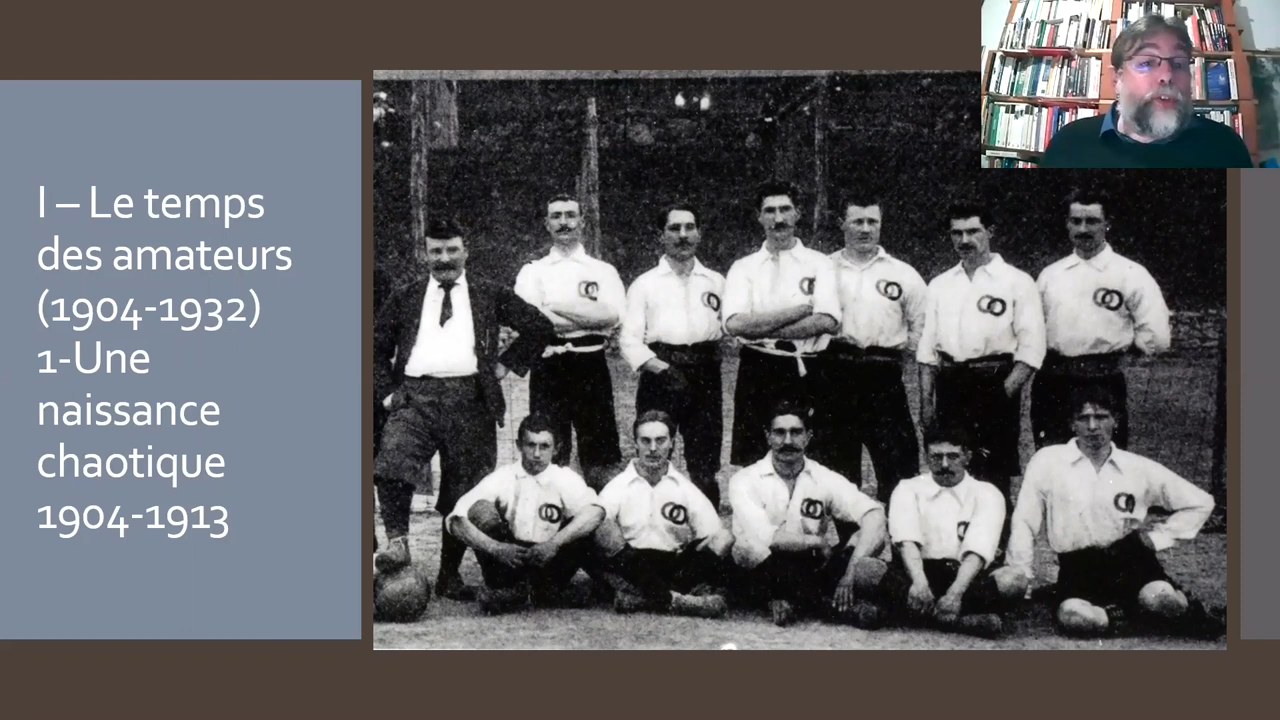 I – Le temps
des amateurs
(1904-1932)
1-Une
naissance
chaotique
1904-1913